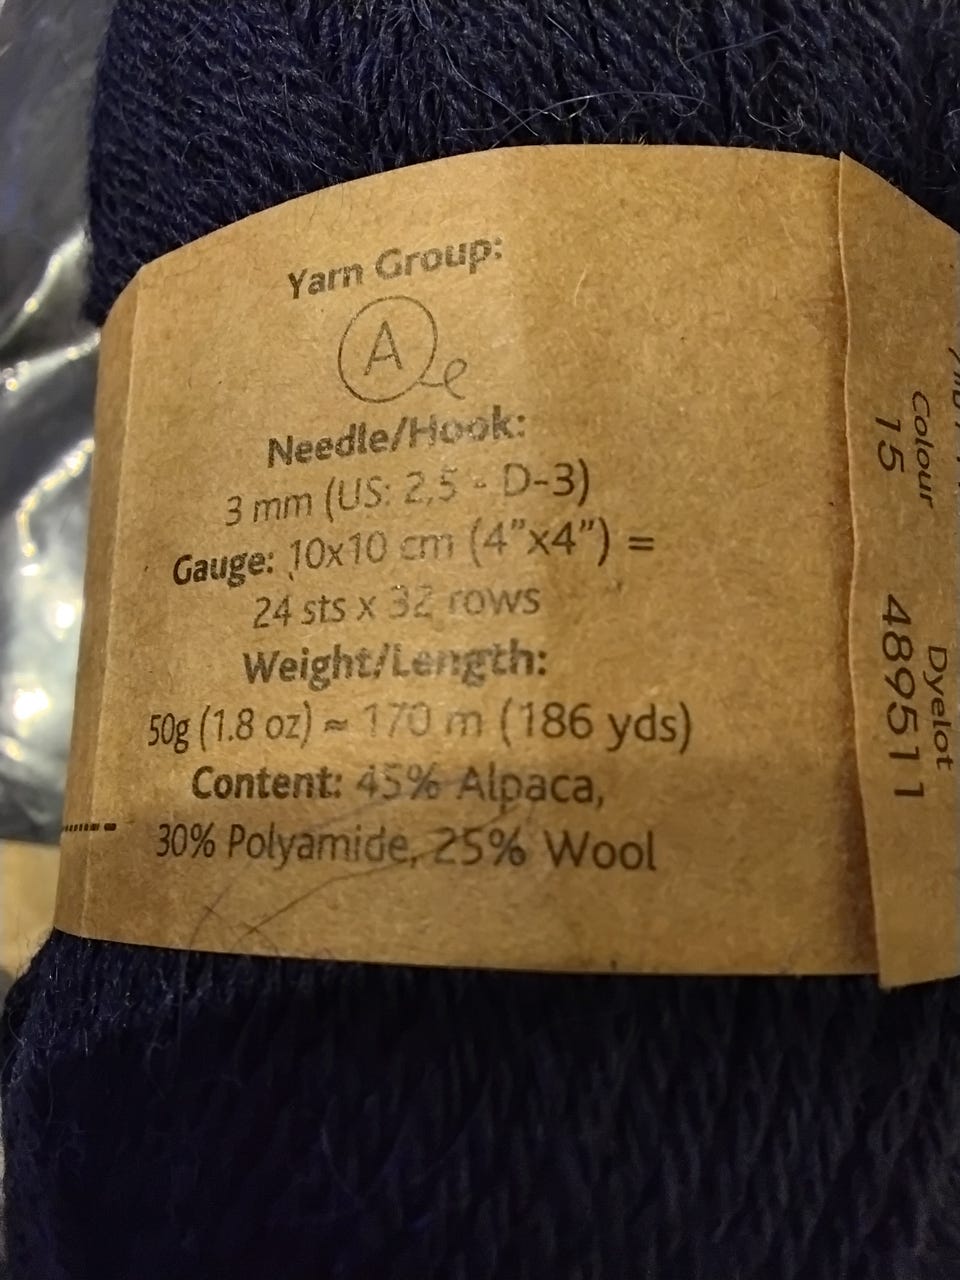 Yarn Group:
A
Needle/Hook:
3 mm (US: 2,5 - D-3)
Gauge: 10x10 cm (4”x4”) =
24 sts x 32 rows
Weight/Length:
50g (1.8 oz) ≈ 170 m (186 yds)
Content: 45% Alpaca,
30% Polyamide, 25% Wool
Colour
15
Dyelot
489511